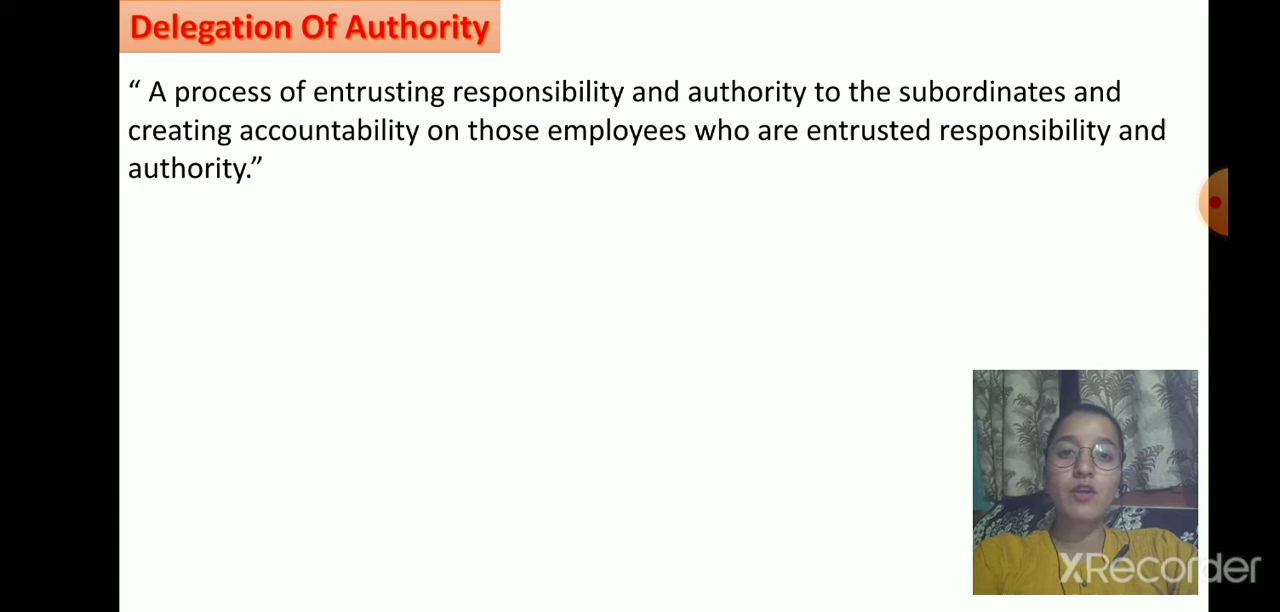 Delegation Of Authority
“ A process of entrusting responsibility and authority to the subordinates and
creating accountability on those employees who are entrusted responsibility and
authority.”
XRecorder